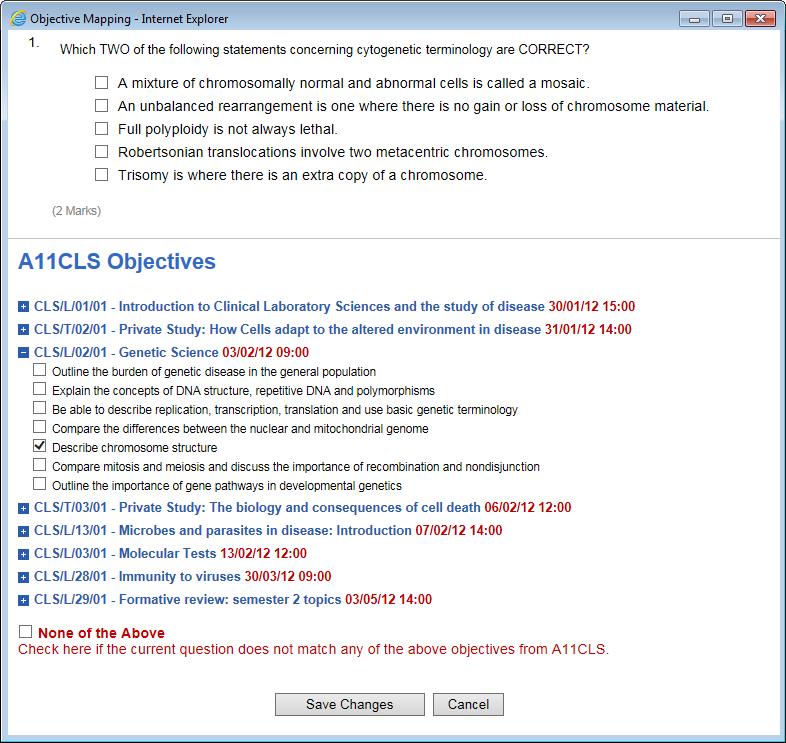 Objective Mapping - Internet Explorer
1. Which TWO of the following statements concerning cytogenetic terminology are CORRECT?
A mixture of chromosomally normal and abnormal cells is called a mosaic.
An unbalanced rearrangement is one where there is no gain or loss of chromosome material.
Full polyploidy is not always lethal.
Robertsonian translocations involve two metacentric chromosomes.
Trisomy is where there is an extra copy of a chromosome.
(2 Marks)
A11CLS Objectives
CLS/L/01/01 - Introduction to Clinical Laboratory Sciences and the study of disease 30/01/12 15:00
CLS/T/02/01 - Private Study: How Cells adapt to the altered environment in disease 31/01/12 14:00
CLS/L/02/01 - Genetic Science 03/02/12 09:00
Outline the burden of genetic disease in the general population
Explain the concepts of DNA structure, repetitive DNA and polymorphisms
Be able to describe replication, transcription, translation and use basic genetic terminology
Compare the differences between the nuclear and mitochondrial genome
Describe chromosome structure
Compare mitosis and meiosis and discuss the importance of recombination and nondisjunction
Outline the importance of gene pathways in developmental genetics
CLS/T/03/01 - Private Study: The biology and consequences of cell death 06/02/12 12:00
CLS/L/13/01 - Microbes and parasites in disease: Introduction 07/02/12 14:00
CLS/L/03/01 - Molecular Tests 13/02/12 12:00
CLS/L/28/01 - Immunity to viruses 30/03/12 09:00
CLS/L/29/01 - Formative review: semester 2 topics 03/05/12 14:00
None of the Above
Check here if the current question does not match any of the above objectives from A11CLS.
Save Changes Cancel